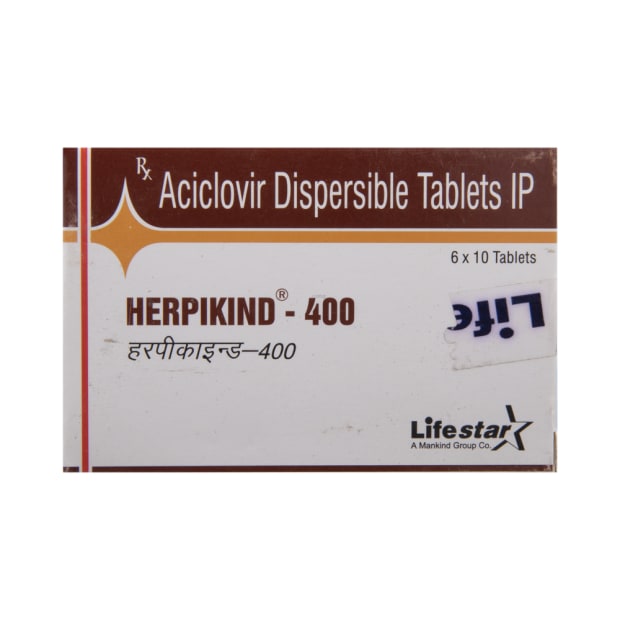 Rx Aciclovir Dispersible Tablets IP
6 x 10 Tablets
HERPIKIND® - 400
हरपीकाइन्ड–400
Life
Lifestar
A Mankind Group Co.